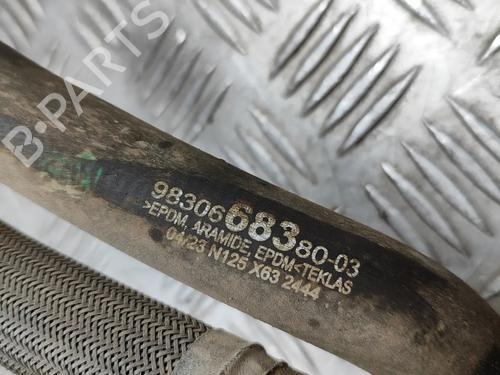 B-PARTS
9830668380-03
>EPDM ARAMIDE EPDM<TEKLAS
04/23 N125 X63 2444